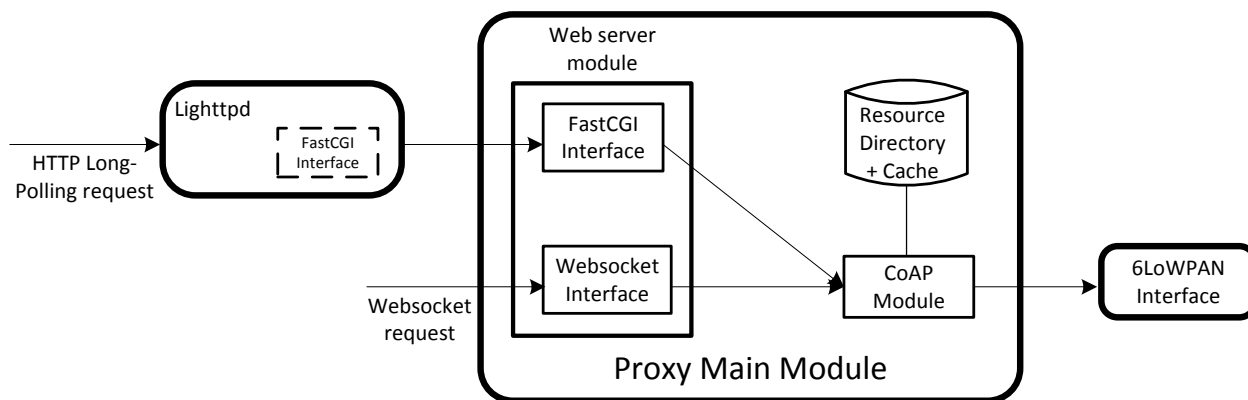 Web server
module
Lighttpd
FastCGI
Interface
HTTP Long-
Polling request
FastCGI
Interface
Resource
Directory
+ Cache
Websocket
Interface
Websocket
request
CoAP
Module
6LoWPAN
Interface
Proxy Main Module